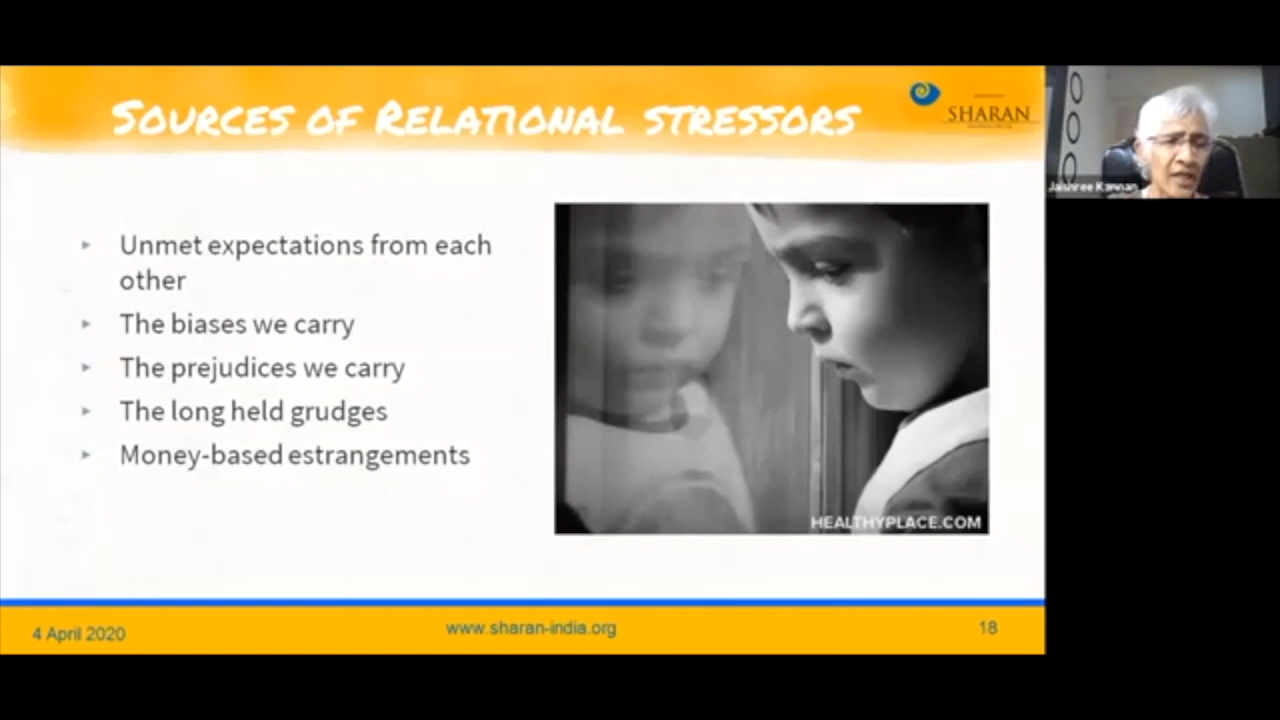 Sources of Relational stressors
SHARAN
Jaishree Kannan
Unmet expectations from each
other
The biases we carry
The prejudices we carry
The long held grudges
Money-based estrangements
HEALTHYPLACE.COM
4 April 2020
www.sharan-india.org
18